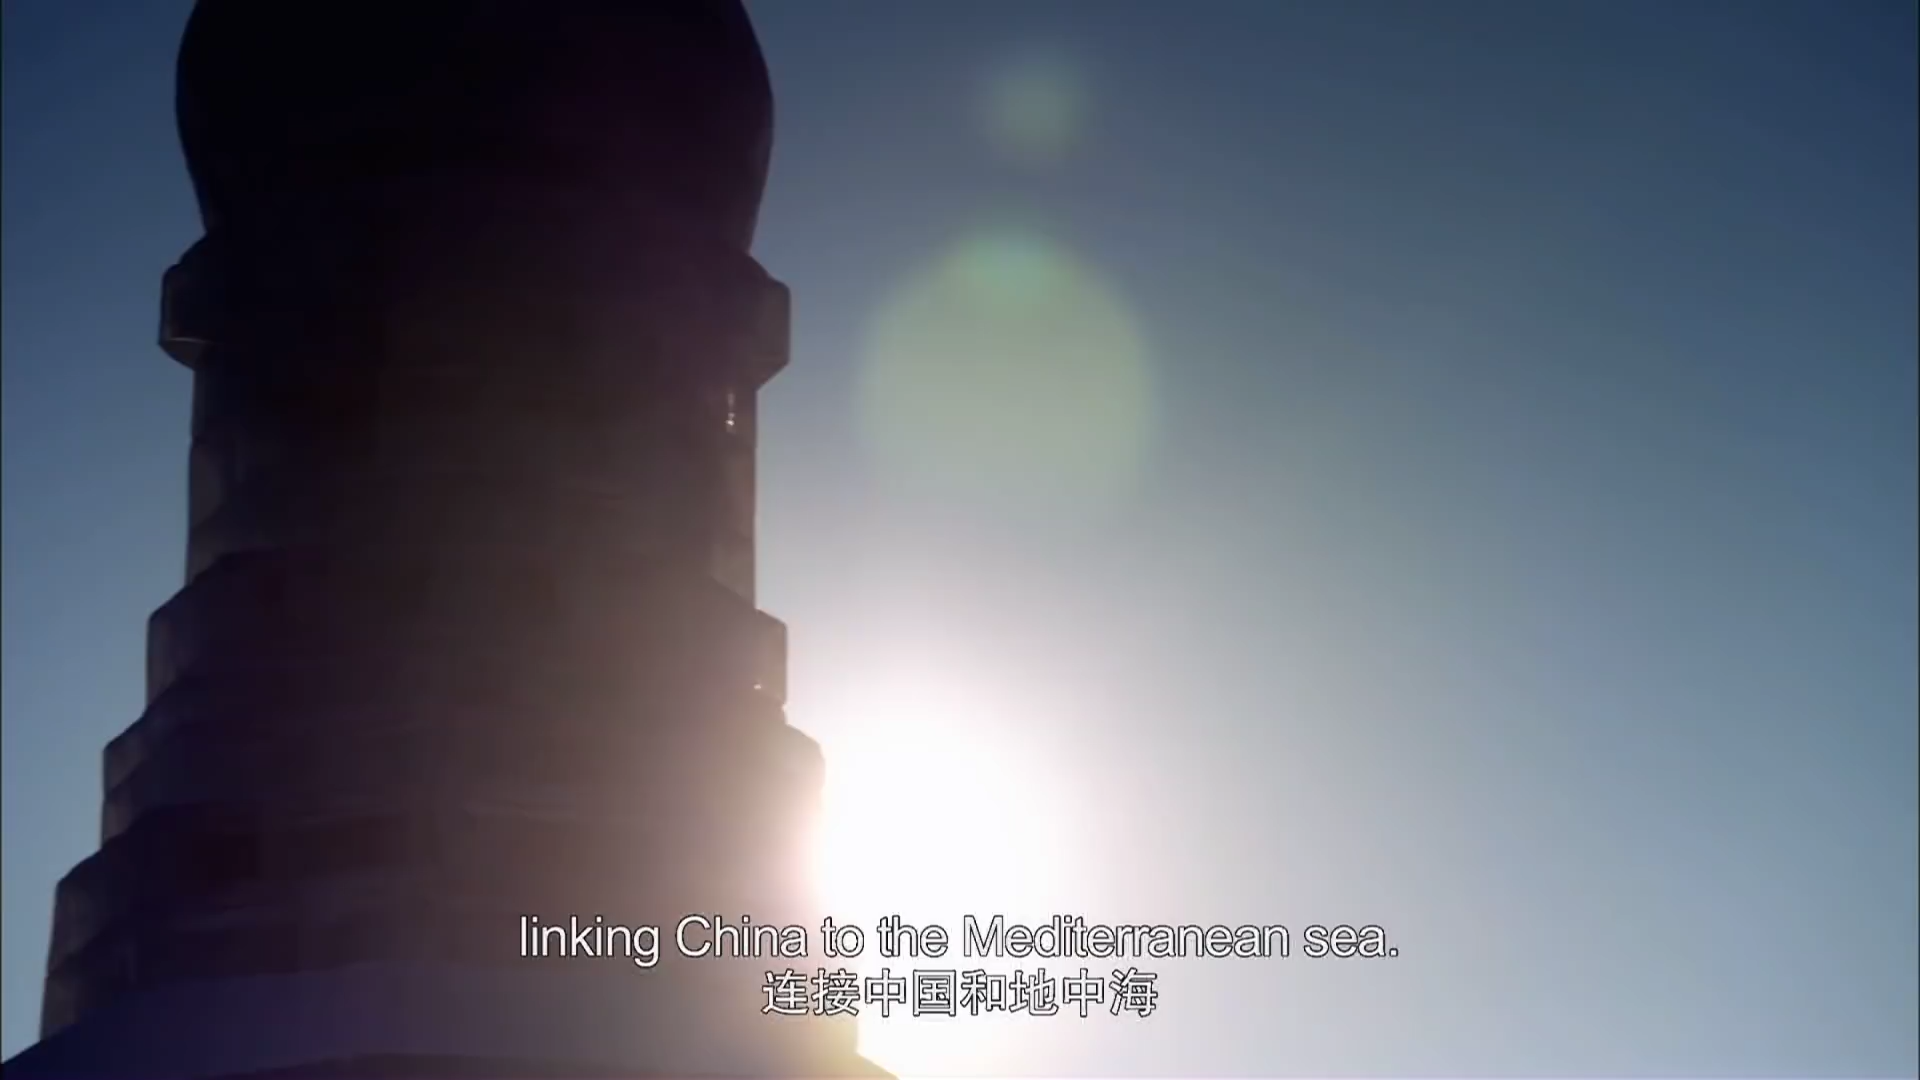 linking China to the Mediterranean sea.
连接中国和地中海